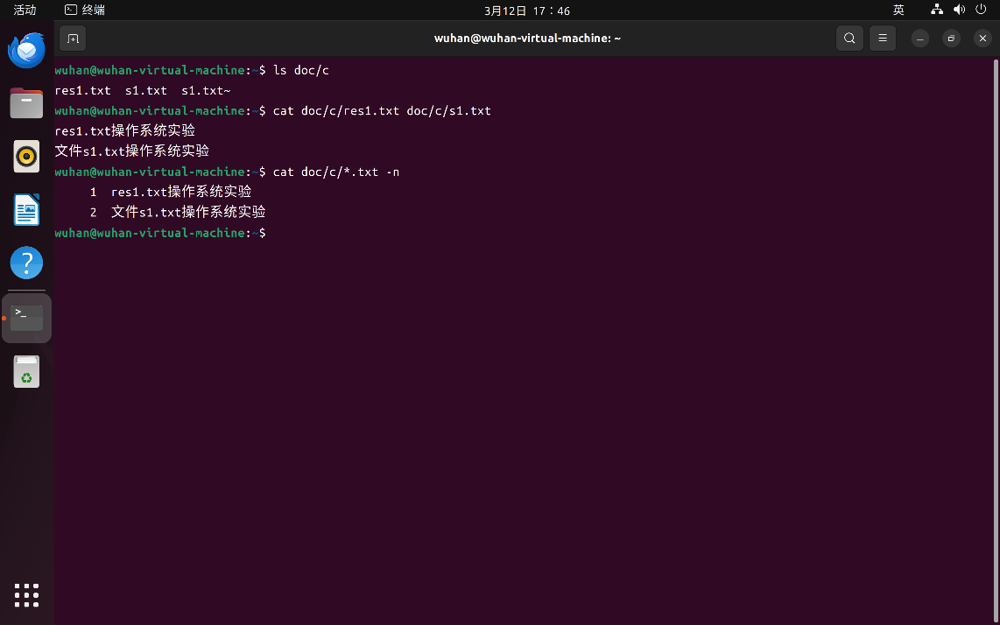 活动 终端 3月12日 17：46 英
wuhan@wuhan-virtual-machine: ~
wuhan@wuhan-virtual-machine:~$ ls doc/c
res1.txt  s1.txt  s1.txt~
wuhan@wuhan-virtual-machine:~$ cat doc/c/res1.txt doc/c/s1.txt
res1.txt操作系统实验
文件s1.txt操作系统实验
wuhan@wuhan-virtual-machine:~$ cat doc/c/*.txt -n
     1  res1.txt操作系统实验
     2  文件s1.txt操作系统实验
wuhan@wuhan-virtual-machine:~$